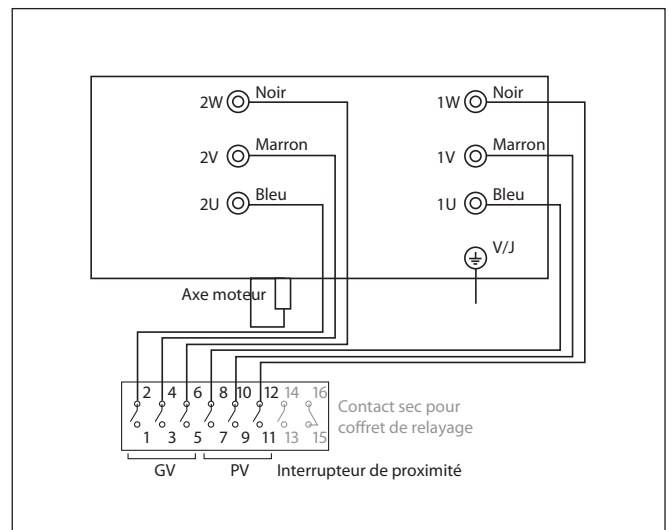 2W Noir 1W Noir
2V Marron 1V Marron
2U Bleu 1U Bleu
V/J
Axe moteur
2 4 6 8 10 12 14 16
Contact sec pour
coffret de relayage
1 3 5 7 9 11 13 15
GV PV Interrupteur de proximité